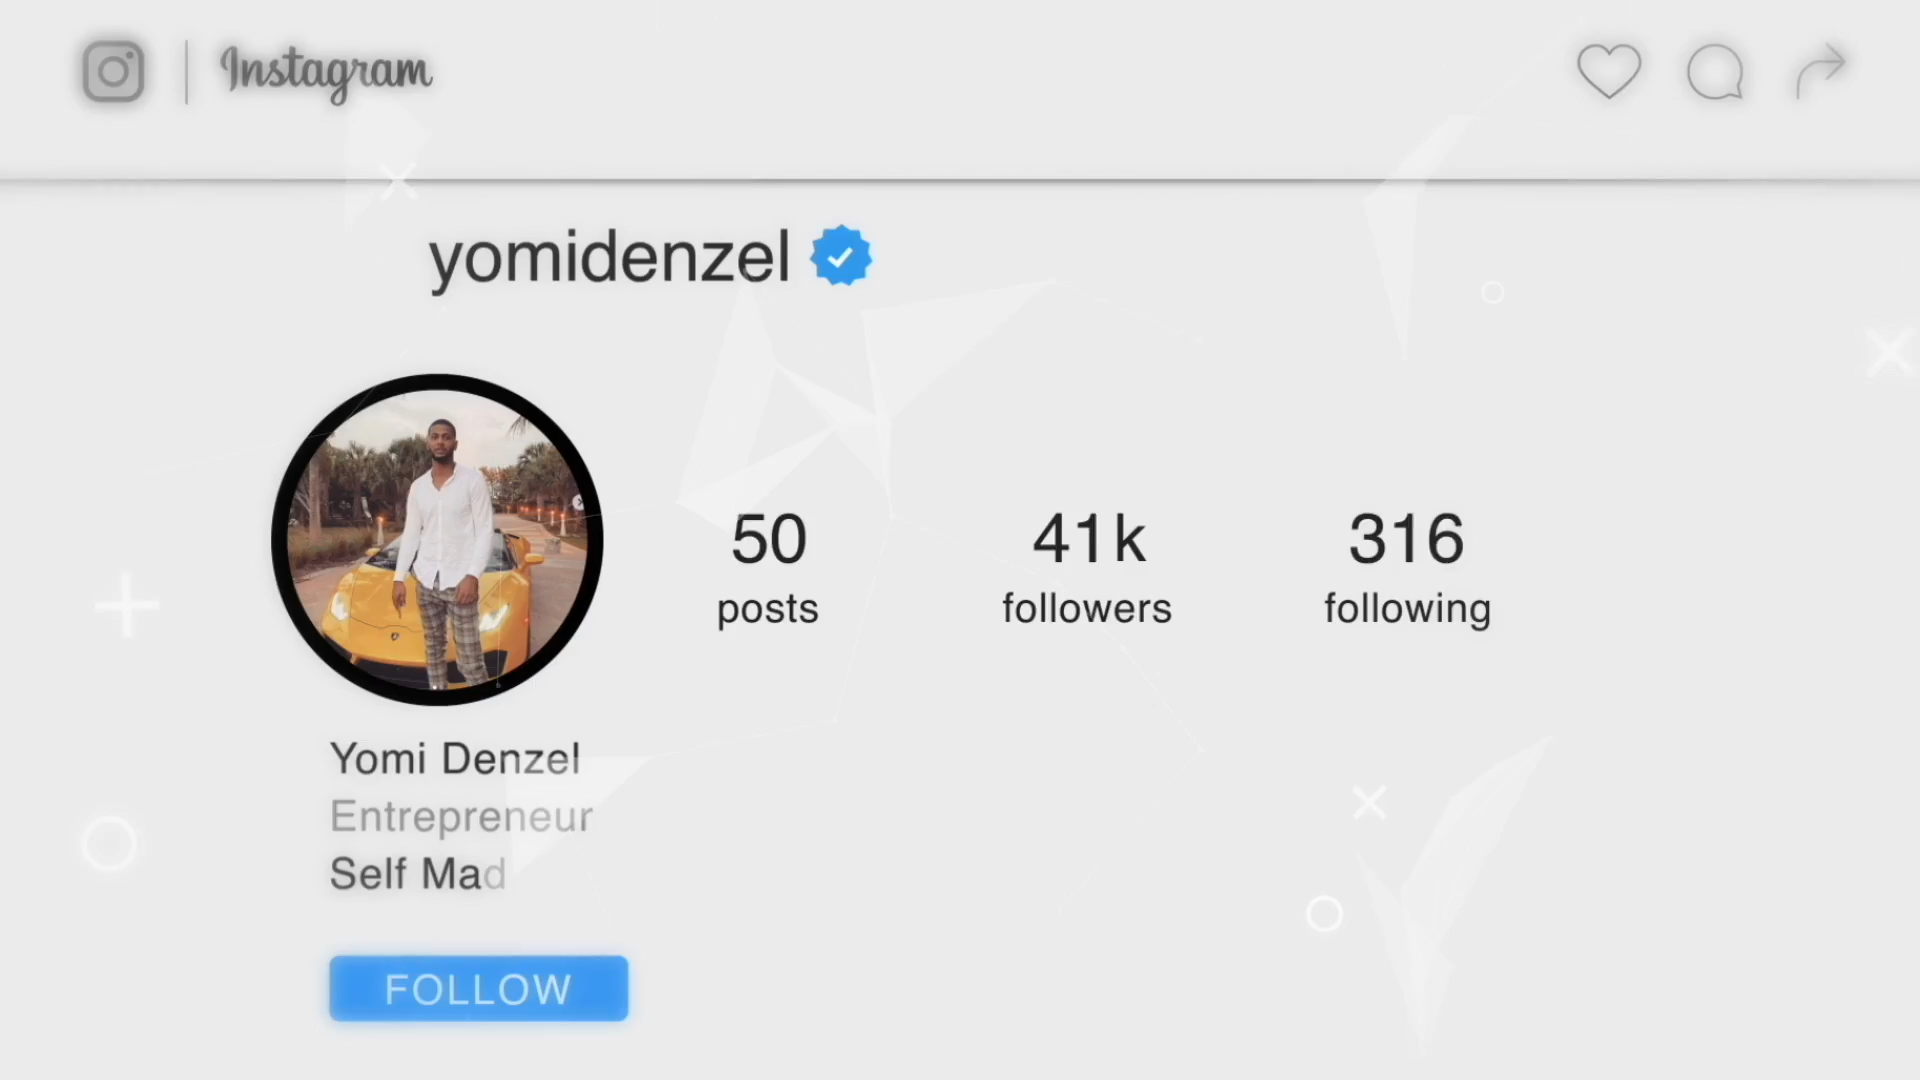 Instagram
yomidenzel
50
posts
41k
followers
316
following
Yomi Denzel
Entrepreneur
Self Mad
FOLLOW